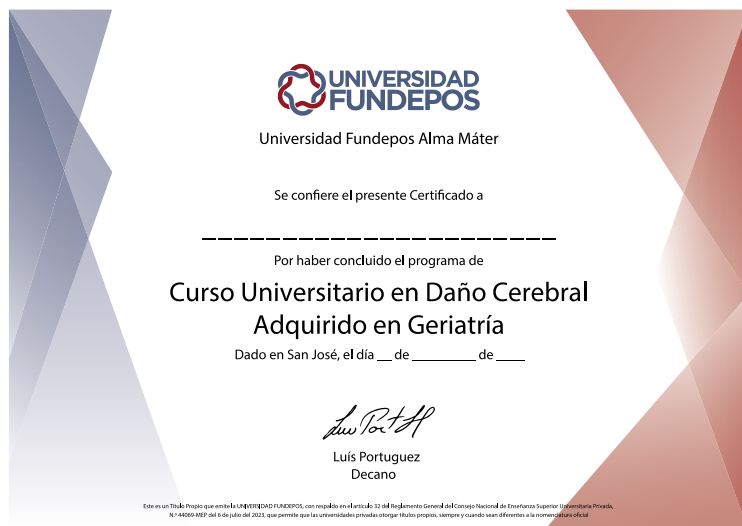 UNIVERSIDAD
FUNDEPOS
Universidad Fundepos Alma Máter
Se confiere el presente Certificado a
_ _ _ _ _ _ _ _ _ _ _ _ _ _ _ _ _ _ _ _ _ _
Por haber concluido el programa de
Curso Universitario en Daño Cerebral
Adquirido en Geriatría
Dado en San José, el día __ de ________ de ____
Luís Portuguez
Decano
Este es un Título Propio que emite la UNIVERSIDAD FUNDEPOS, con respaldo en el artículo 32 del Reglamento General del Consejo Nacional de Enseñanza Superior Universitaria Privada,
N.º 44069-MEP del 6 de julio del 2023, que permite que las universidades privadas otorgar títulos propios, siempre y cuando sean diferentes a la nomenclatura oficial